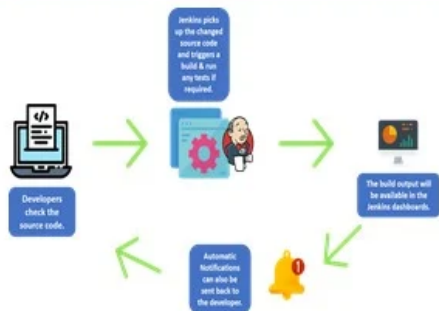 Jenkins picks
up the changed
source code
and triggers a
build & run
any tests if
required.
</>
Developers
check the
source code.
The build output will
be available in the
Jenkins dashboards.
Automatic
Notifications
can also be
sent back to
the developer.
1